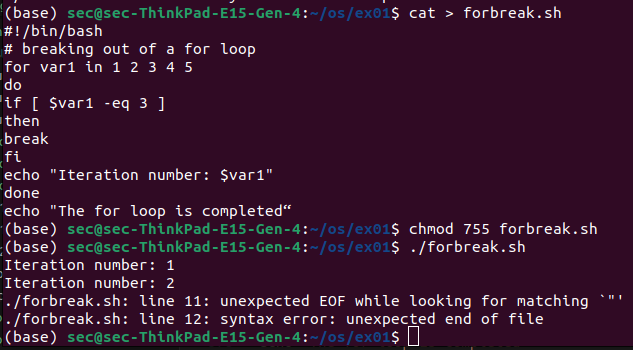 (base) sec@sec-ThinkPad-E15-Gen-4:~/os/ex01$ cat > forbreak.sh
#!/bin/bash
# breaking out of a for loop
for var1 in 1 2 3 4 5
do
if [ $var1 -eq 3 ]
then
break
fi
echo "Iteration number: $var1"
done
echo "The for loop is completed“
(base) sec@sec-ThinkPad-E15-Gen-4:~/os/ex01$ chmod 755 forbreak.sh
(base) sec@sec-ThinkPad-E15-Gen-4:~/os/ex01$ ./forbreak.sh
Iteration number: 1
Iteration number: 2
./forbreak.sh: line 11: unexpected EOF while looking for matching `"'
./forbreak.sh: line 12: syntax error: unexpected end of file
(base) sec@sec-ThinkPad-E15-Gen-4:~/os/ex01$